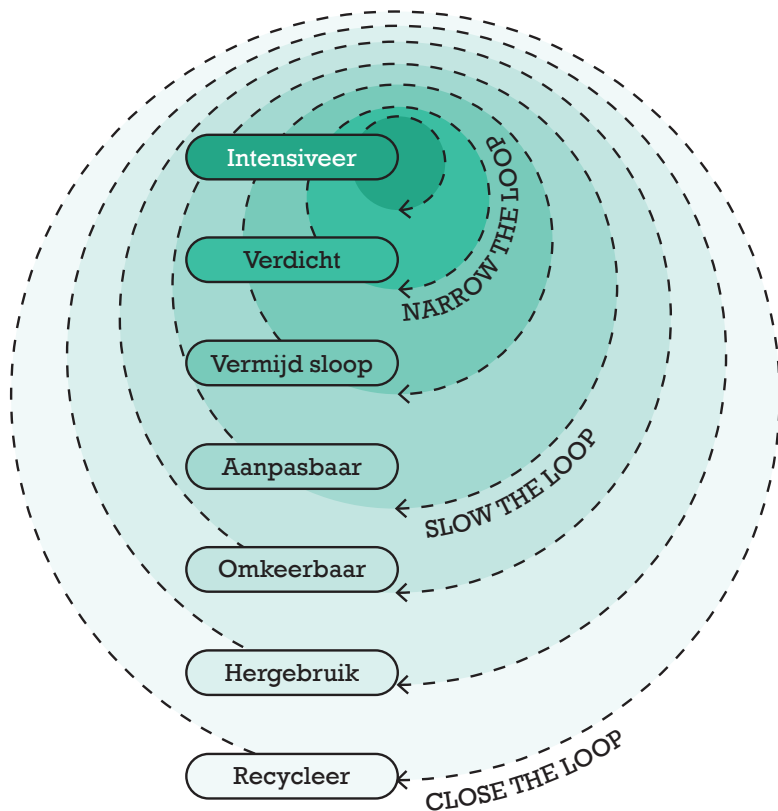 Intensiveer
NARROW THE LOOP
Verdicht
Vermijd sloop
Aanpasbaar
SLOW THE LOOP
Omkeerbaar
Hergebruik
Recycleer
CLOSE THE LOOP